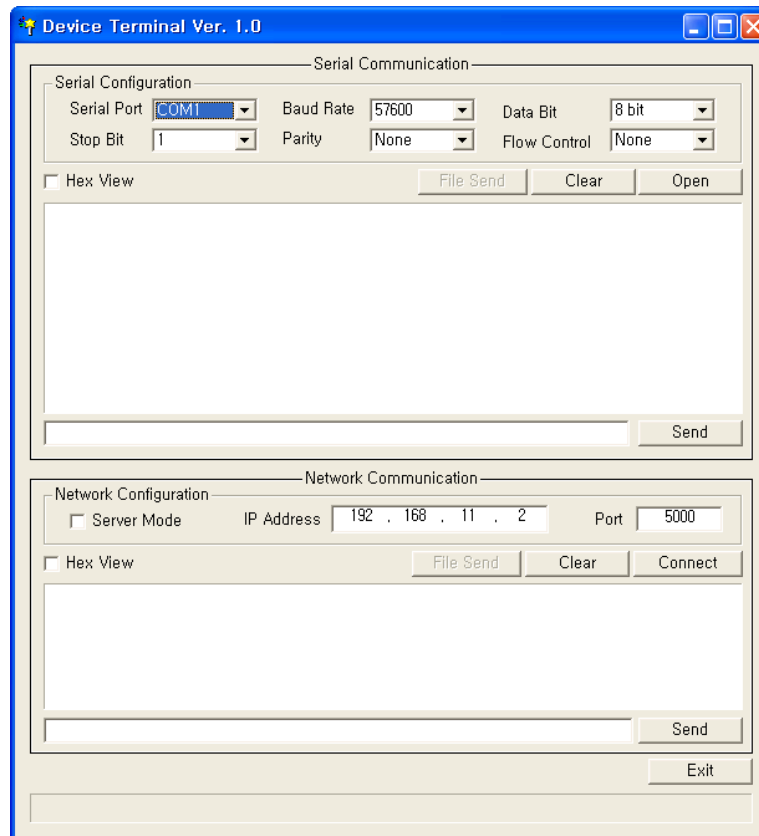 Device Terminal Ver. 1.0
Serial Communication
Serial Configuration
Serial Port COM1 Baud Rate 57600 Data Bit 8 bit
Stop Bit 1 Parity None Flow Control None
Hex View File Send Clear Open
Send
Network Communication
Network Configuration
Server Mode IP Address 192 . 168 . 11 . 2 Port 5000
Hex View File Send Clear Connect
Send
Exit